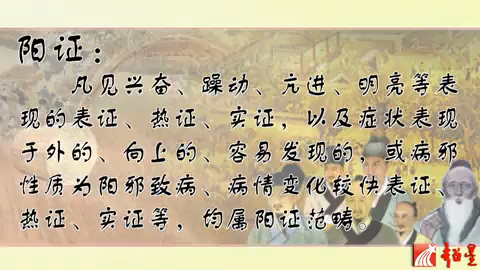 阳证：
凡见兴奋、躁动、亢进、明亮等表
现的表证、热证、实证，以及症状表现
于外的、向上的、容易发现的，或病邪
性质为阳邪致病、病情变化较快表证、
热证、实证等，均属阳证范畴。